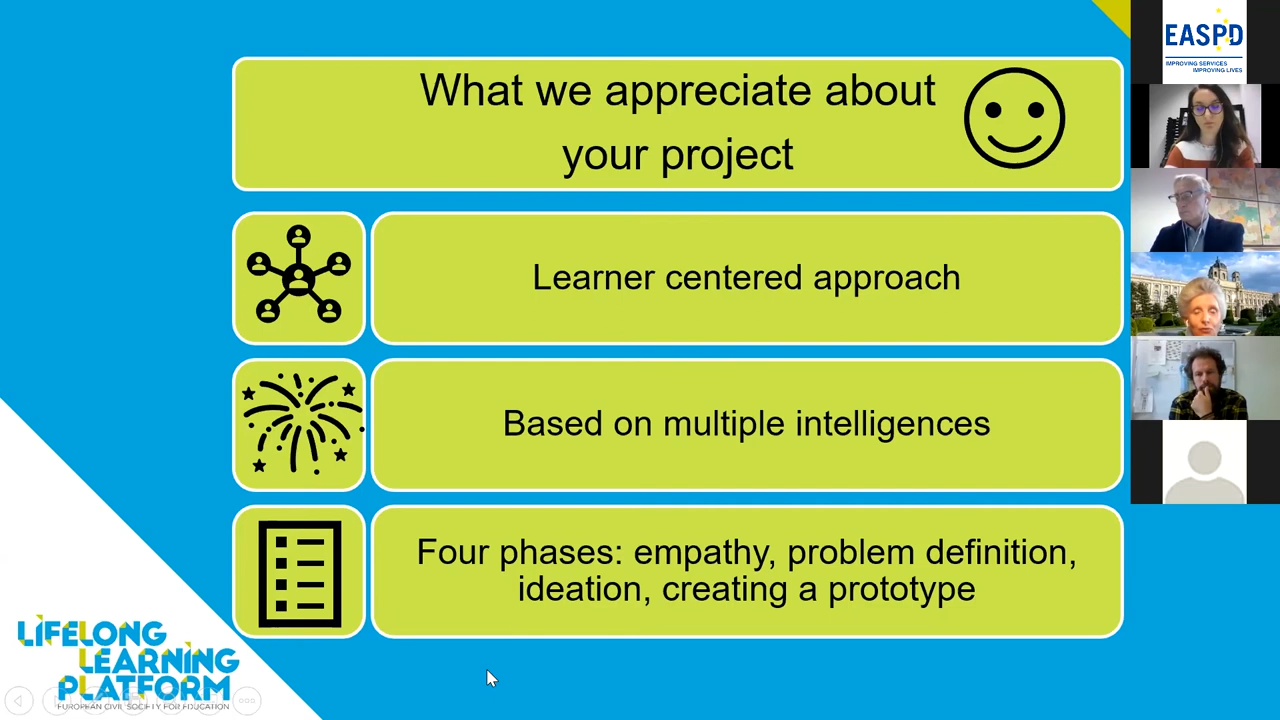 What we appreciate about
your project
Learner centered approach
Based on multiple intelligences
Four phases: empathy, problem definition,
ideation, creating a prototype
LIFELONG
LEARNING
PLATFORM
EUROPEAN CIVIL SOCIETY FOR EDUCATION
EASPD
IMPROVING SERVICES
IMPROVING LIVES